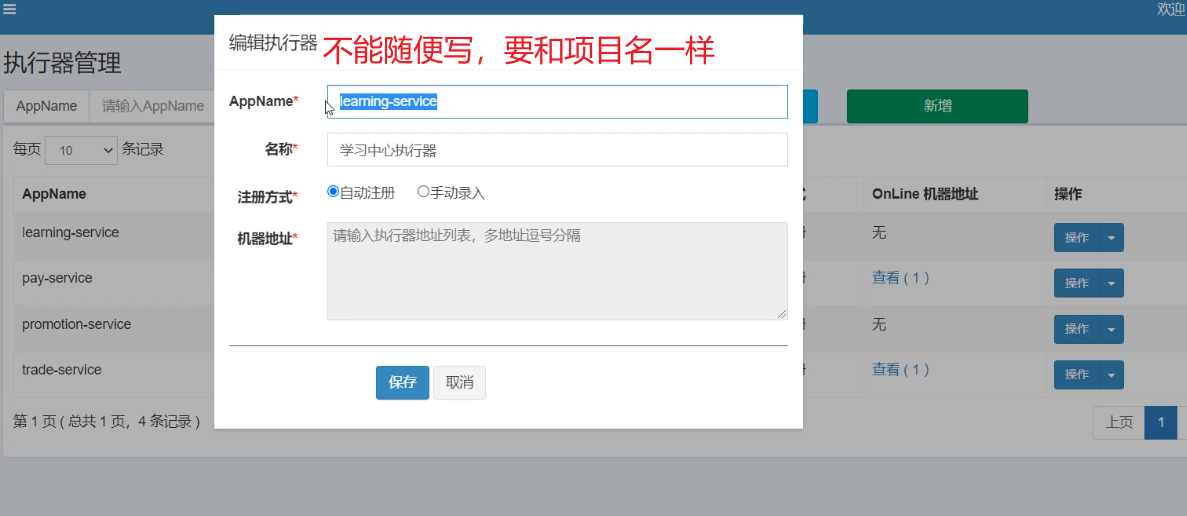 欢迎
执行器管理
AppName 请输入AppName
新增
每页 10 条记录
AppName OnLine 机器地址 操作
learning-service 无 操作
pay-service 查看 ( 1 ) 操作
promotion-service 无 操作
trade-service 查看 ( 1 ) 操作
第 1 页 ( 总共 1 页，4 条记录 )
上页 1
编辑执行器 不能随便写，要和项目名一样
AppName* learning-service
名称* 学习中心执行器
注册方式* 自动注册 手动录入
机器地址* 请输入执行器地址列表，多地址逗号分隔
保存 取消